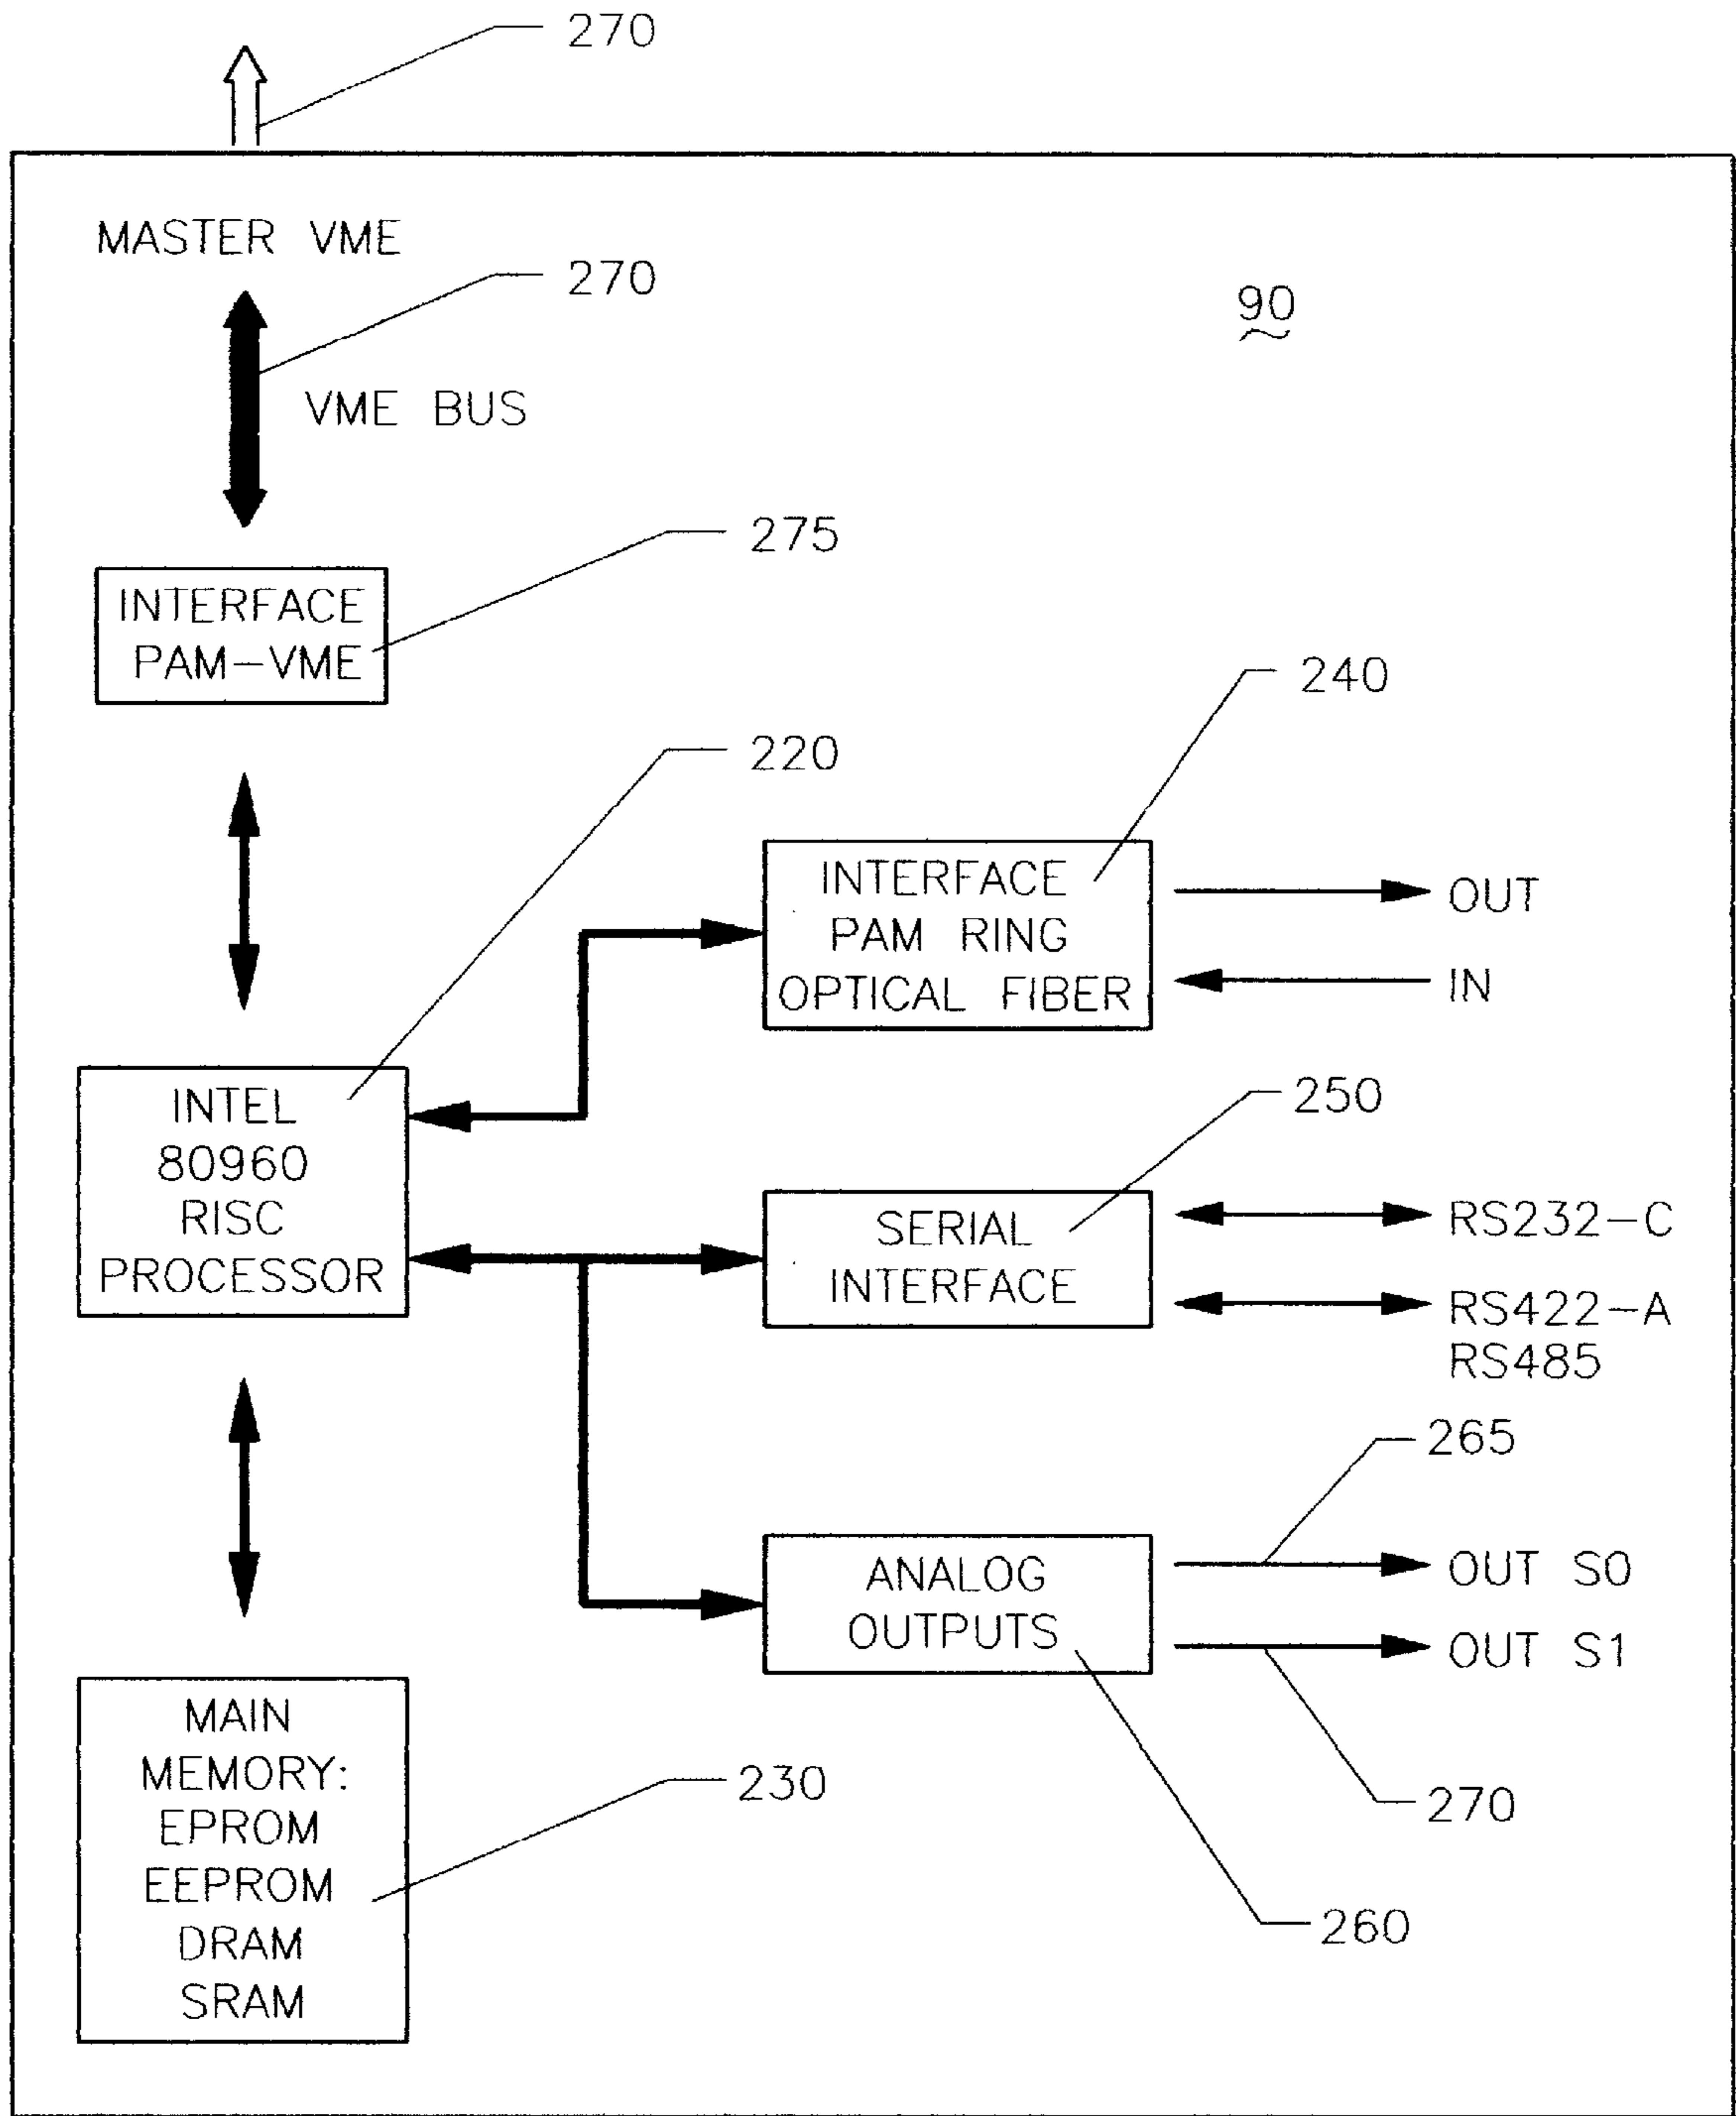 270
MASTER VME
270
90
VME BUS
275
INTERFACE
PAM-VME
240
220
INTERFACE
PAM RING
OPTICAL FIBER
OUT
IN
INTEL
80960
RISC
PROCESSOR
250
SERIAL
INTERFACE
RS232-C
RS422-A
RS485
265
ANALOG
OUTPUTS
OUT S0
OUT S1
MAIN
MEMORY:
EPROM
EEPROM
DRAM
SRAM
230
270
260